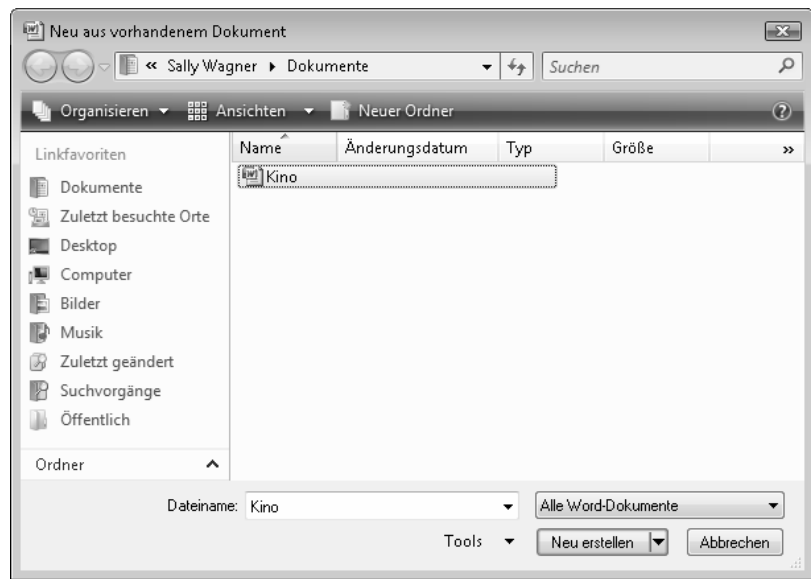 Neu aus vorhandenem Dokument
« Sally Wagner Dokumente Suchen
Organisieren Ansichten Neuer Ordner ?
Linkfavoriten
Dokumente
Zuletzt besuchte Orte
Desktop
Computer
Bilder
Musik
Zuletzt geändert
Suchvorgänge
Öffentlich
Ordner
Name Änderungsdatum Typ Größe »
Kino
Dateiname: Kino Alle Word-Dokumente
Tools Neu erstellen Abbrechen